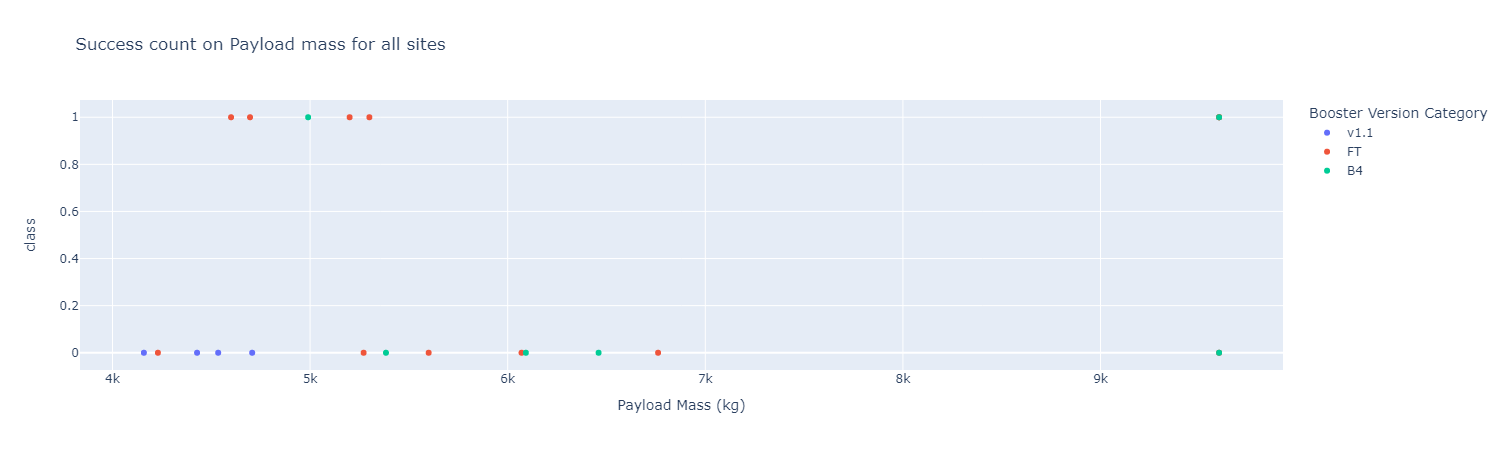 Success count on Payload mass for all sites
Booster Version Category
v1.1
FT
B4
class
1
0.8
0.6
0.4
0.2
0
4k 5k 6k 7k 8k 9k
Payload Mass (kg)